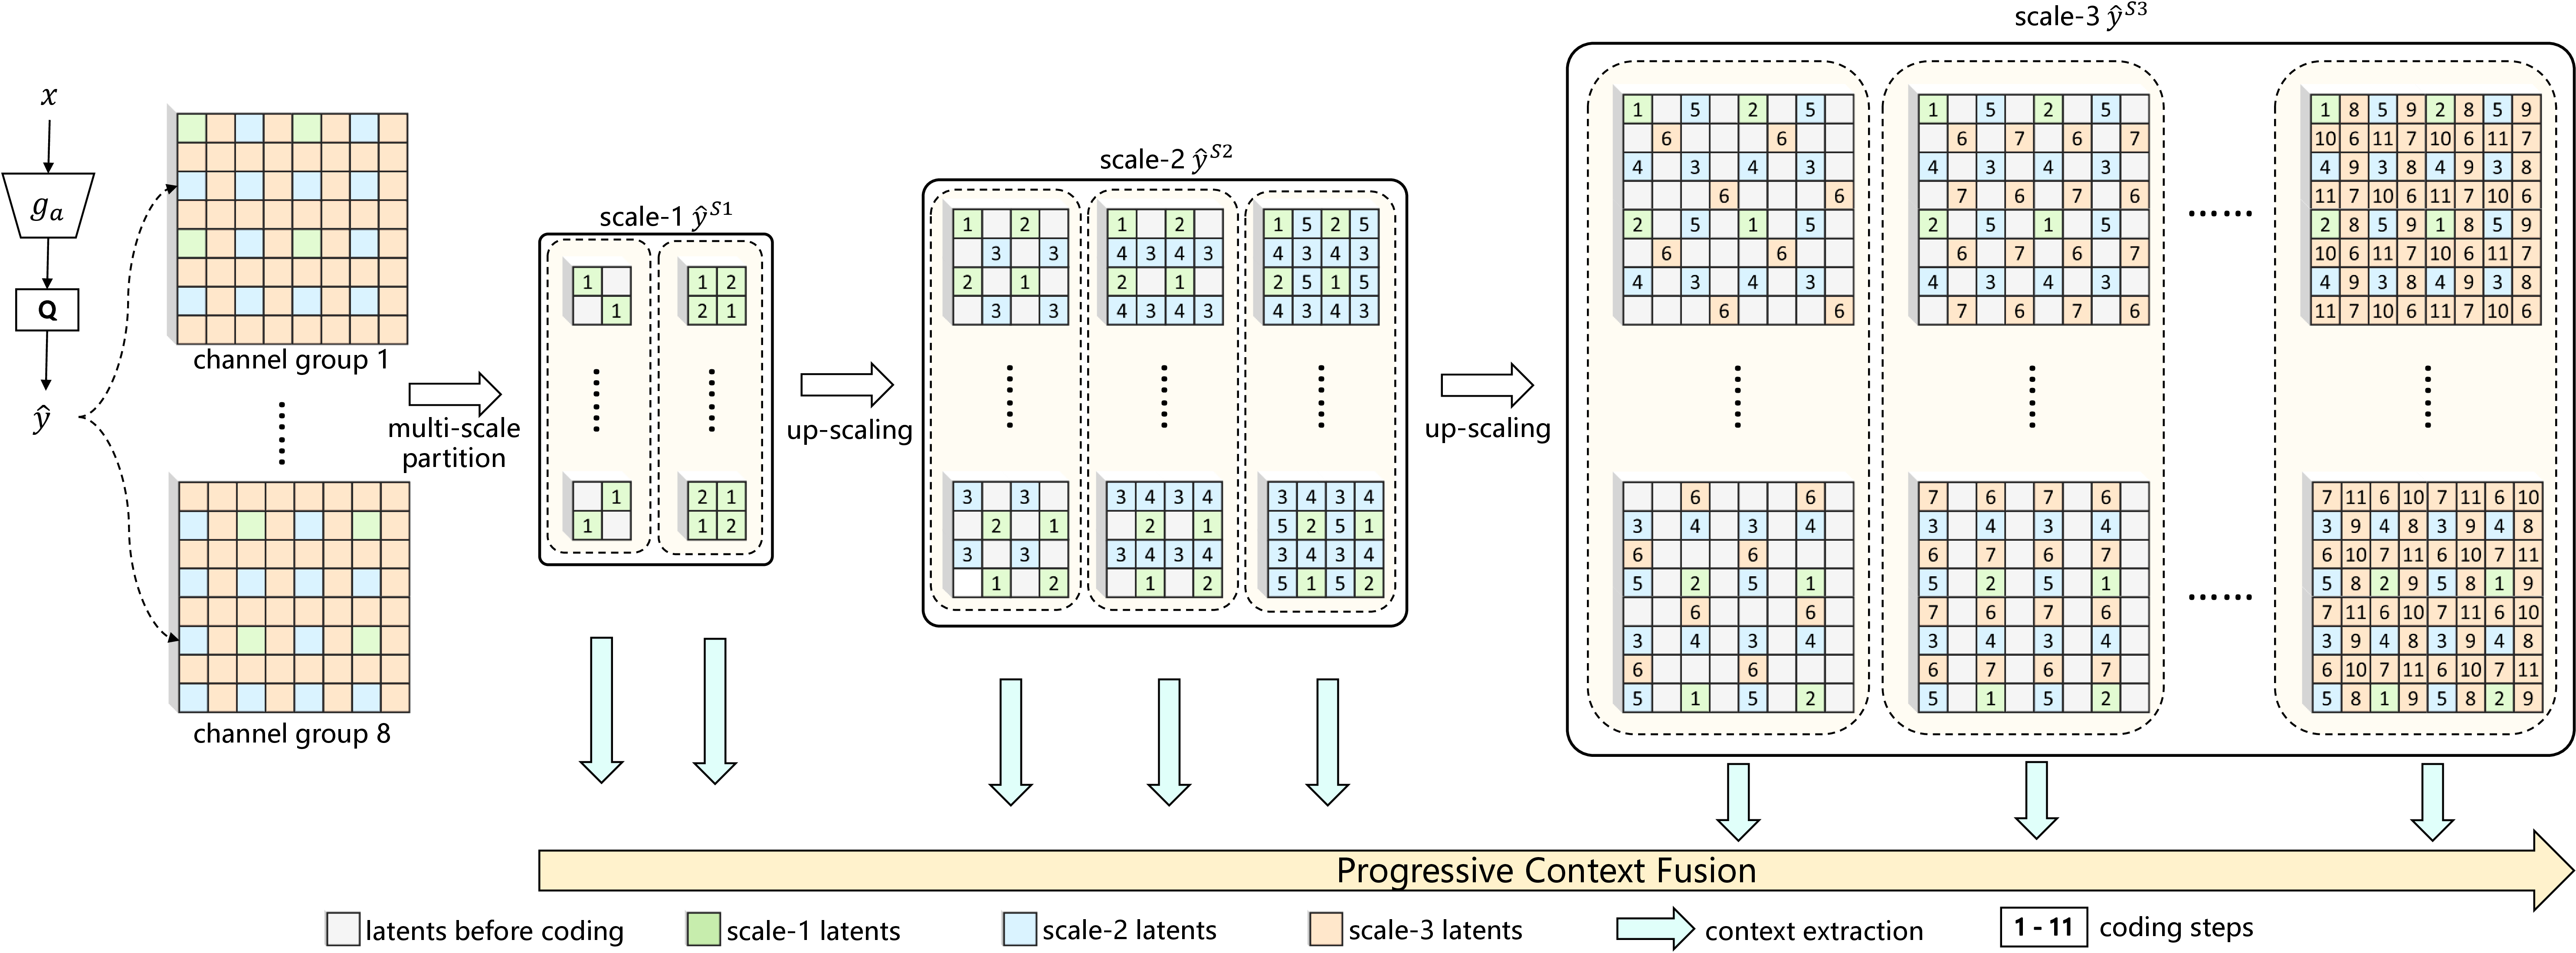 x
gₐ
Q
ŷ
channel group 1
channel group 8
multi-scale
partition
scale-1 ŷ^S1
1
1
1 2
2 1
1
1
2 1
1 2
up-scaling
scale-2 ŷ^S2
1 2
3 3
2 1
3 3
1 2
4 3 4 3
2 1
4 3 4 3
1 5 2 5
4 3 4 3
2 5 1 5
4 3 4 3
3 3
2 1
3 3
1 2
3 4 3 4
2 1
3 4 3 4
1 2
3 4 3 4
5 2 5 1
3 4 3 4
5 1 5 2
up-scaling
scale-3 ŷ^S3
1 5 2 5
6 6
4 3 4 3
6 6
2 5 1 5
6 6
4 3 4 3
6 6
1 5 2 5
6 7 6 7
4 3 4 3
7 6 7 6
2 5 1 5
6 7 6 7
4 3 4 3
7 6 7 6
......
1 8 5 9 2 8 5 9
10 6 11 7 10 6 11 7
4 9 3 8 4 9 3 8
11 7 10 6 11 7 10 6
2 8 5 9 1 8 5 9
10 6 11 7 10 6 11 7
4 9 3 8 4 9 3 8
11 7 10 6 11 7 10 6
6 6
3 4 3 4
6 6
5 2 5 1
6 6
3 4 3 4
6 6
5 1 5 2
7 6 7 6
3 4 3 4
6 7 6 7
5 2 5 1
7 6 7 6
3 4 3 4
6 7 6 7
5 1 5 2
......
7 11 6 10 7 11 6 10
3 9 4 8 3 9 4 8
6 10 7 11 6 10 7 11
5 8 2 9 5 8 1 9
7 11 6 10 7 11 6 10
3 9 4 8 3 9 4 8
6 10 7 11 6 10 7 11
5 8 1 9 5 8 2 9
Progressive Context Fusion
latents before coding
scale-1 latents
scale-2 latents
scale-3 latents
context extraction
1 - 11 coding steps